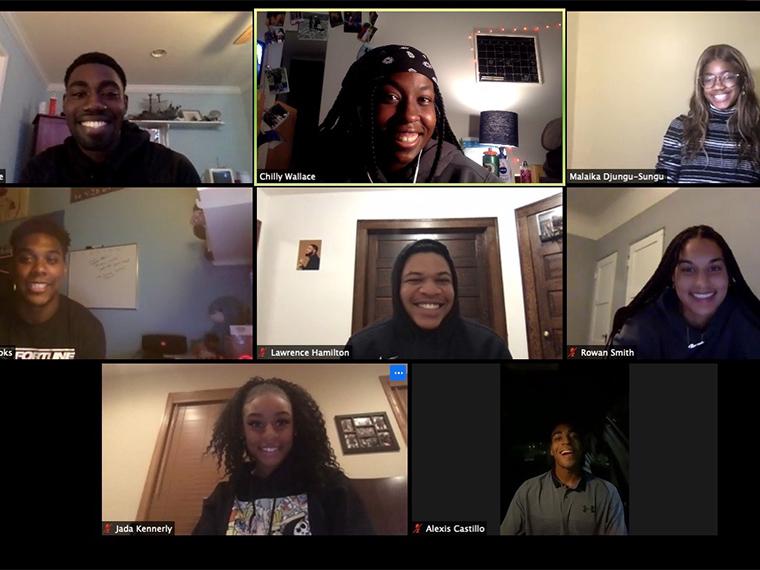 e
Chilly Wallace
Malaika Djungu-Sungu
oks
FORTUNE
Lawrence Hamilton
Rowan Smith
Jada Kennerly
Alexis Castillo